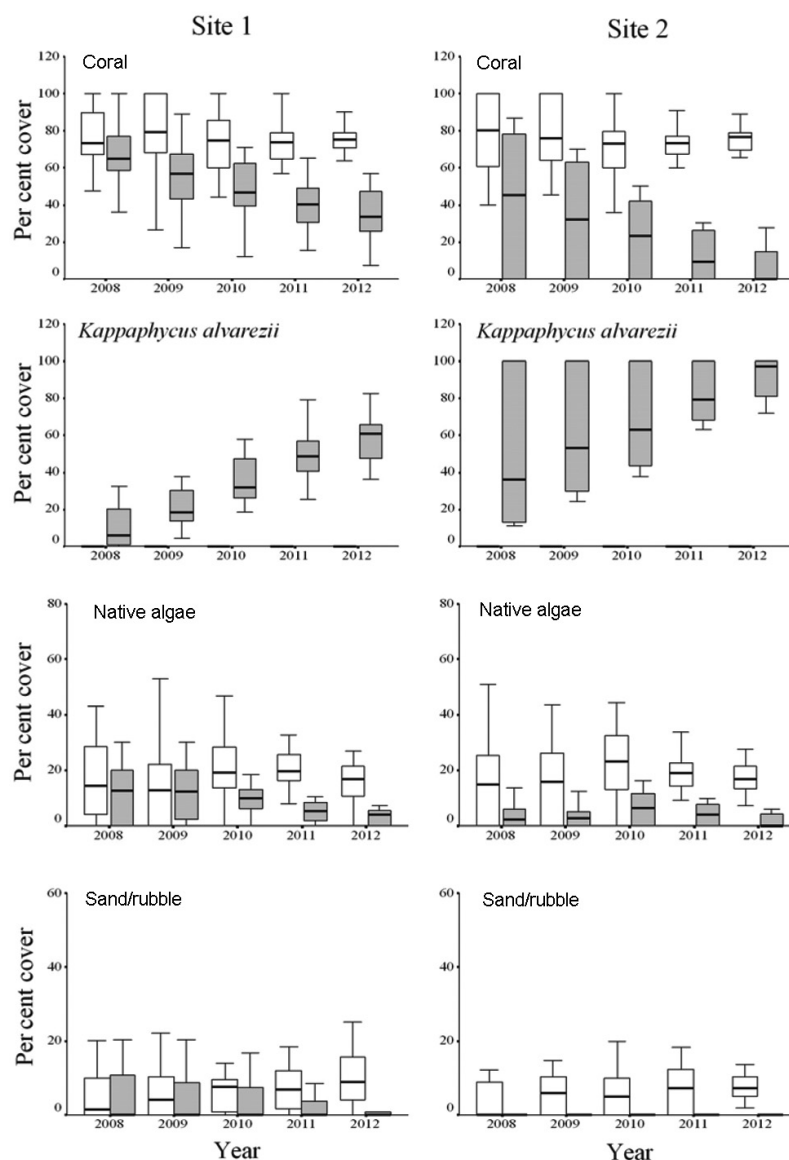 Site 1 Site 2
120 Coral 120 Coral
100 100
80 80
60 60
40 40
20 20
0 0
Per cent cover
2008 2009 2010 2011 2012 2008 2009 2010 2011 2012
120 Kappaphycus alvarezii 120 Kappaphycus alvarezii
100 100
80 80
60 60
40 40
20 20
0 0
Per cent cover
2008 2009 2010 2011 2012 2008 2009 2010 2011 2012
80 Native algae 80 Native algae
60 60
40 40
20 20
0 0
Per cent cover
2008 2009 2010 2011 2012 2008 2009 2010 2011 2012
60 Sand/rubble 60 Sand/rubble
40 40
20 20
0 0
Per cent cover
2008 2009 2010 2011 2012 2008 2009 2010 2011 2012
Year Year